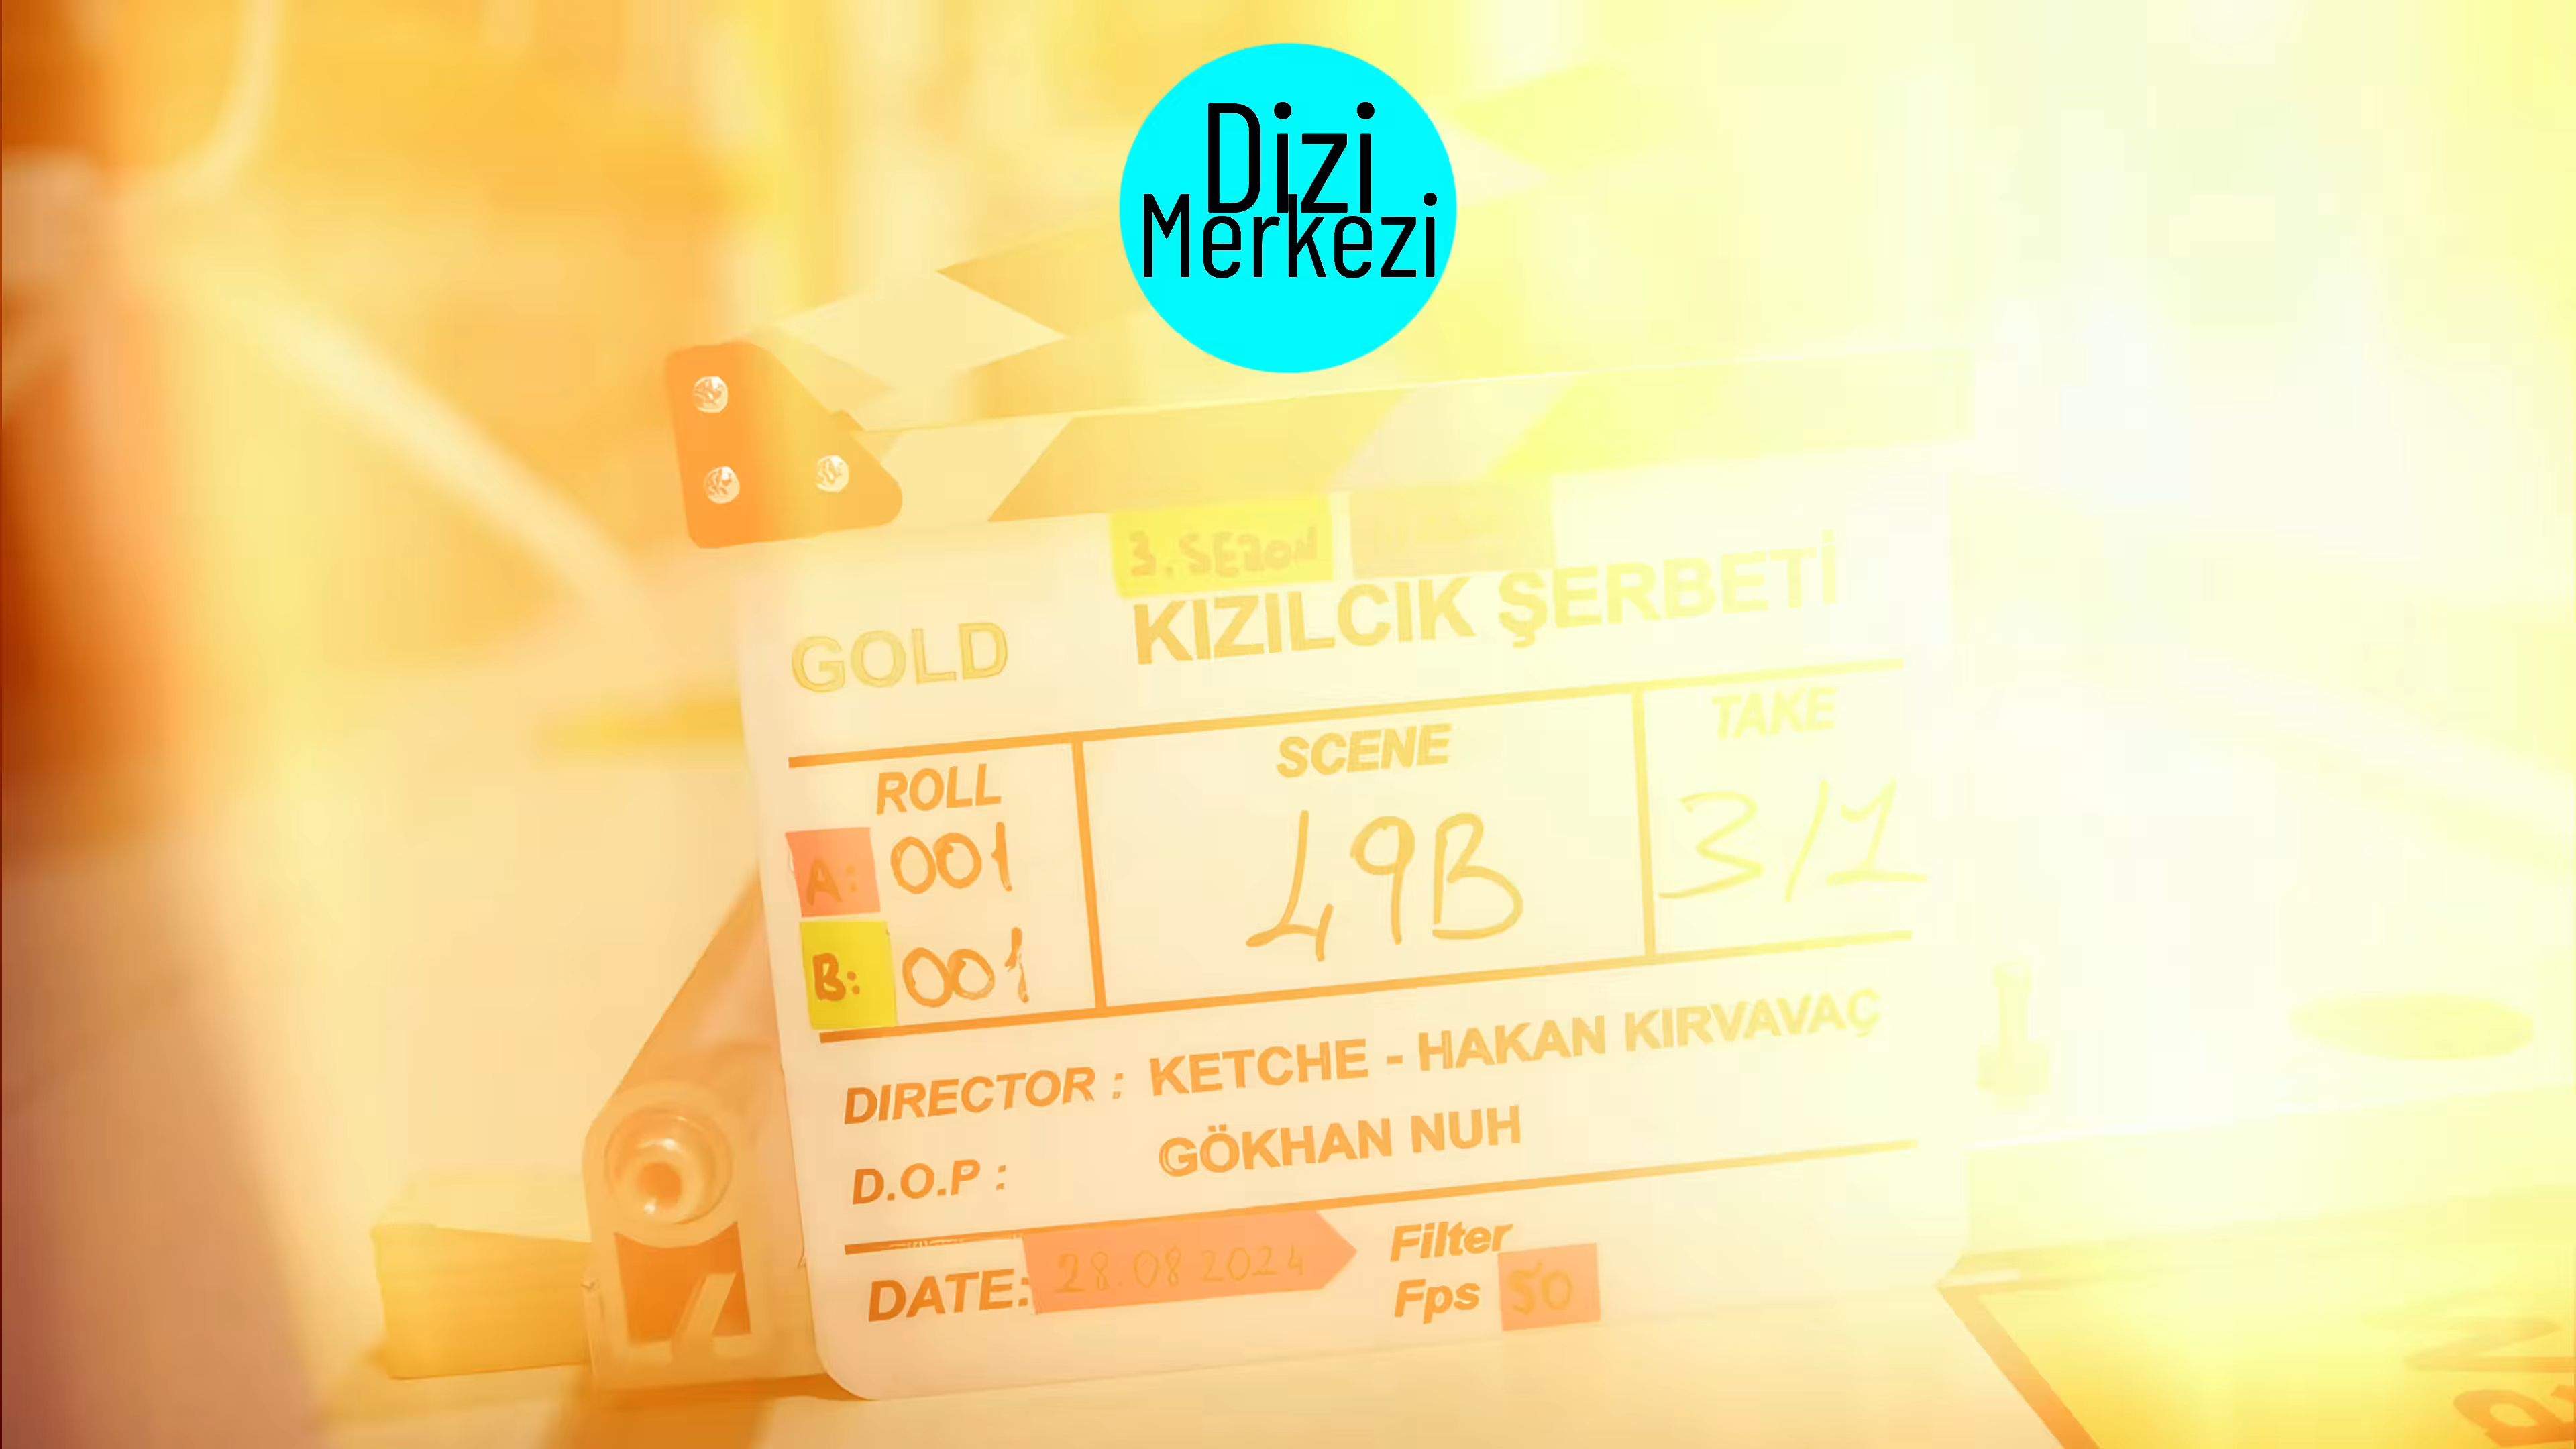 Dizi
Merkezi
3. SEZON
GOLD KIZILCIK ŞERBETİ
ROLL SCENE TAKE
A: 001 49B 3/1
B: 001
DIRECTOR : KETCHE - HAKAN KIRVAVAÇ
D.O.P : GÖKHAN NUH
DATE: 28.08 2024 Filter
Fps 50